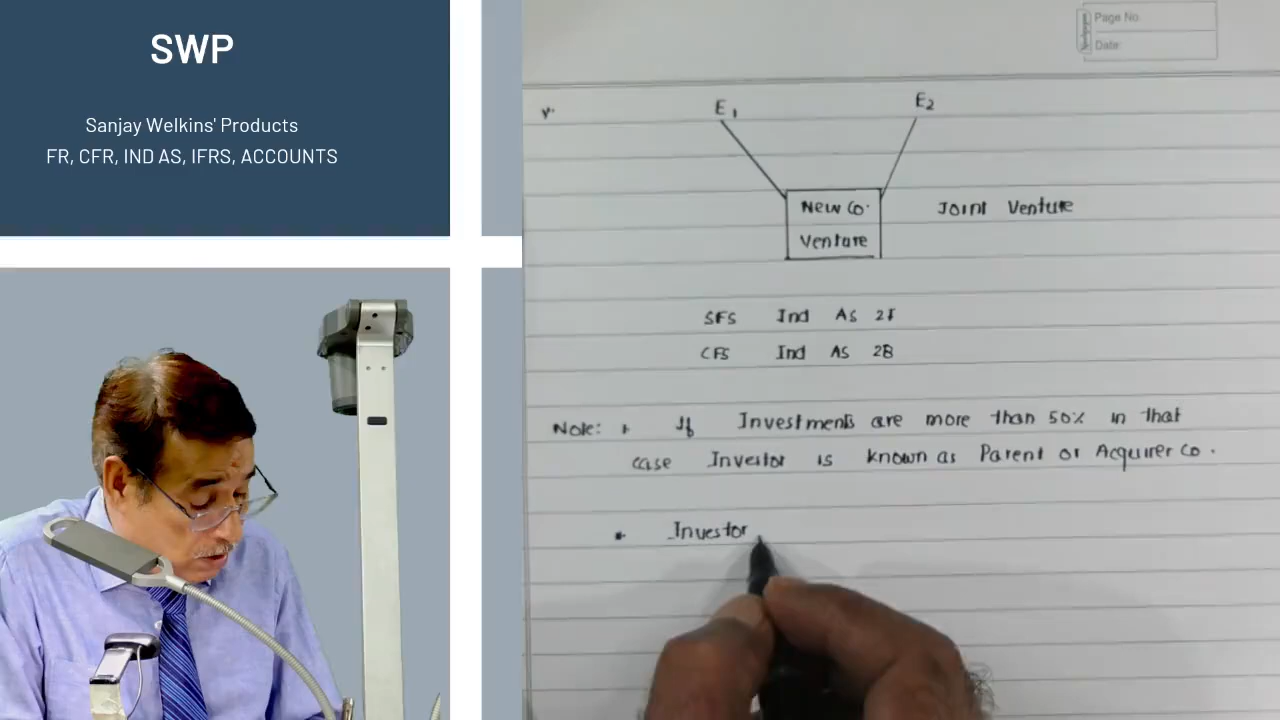 SWP
Sanjay Welkins' Products
FR, CFR, IND AS, IFRS, ACCOUNTS
Page No.
Date:
E1 E2
New Co. Joint Venture
Venture
SFS Ind AS 27
CFS Ind AS 28
Note: If Investments are more than 50% in that
case Investor is known as Parent or Acquirer Co.
Investor